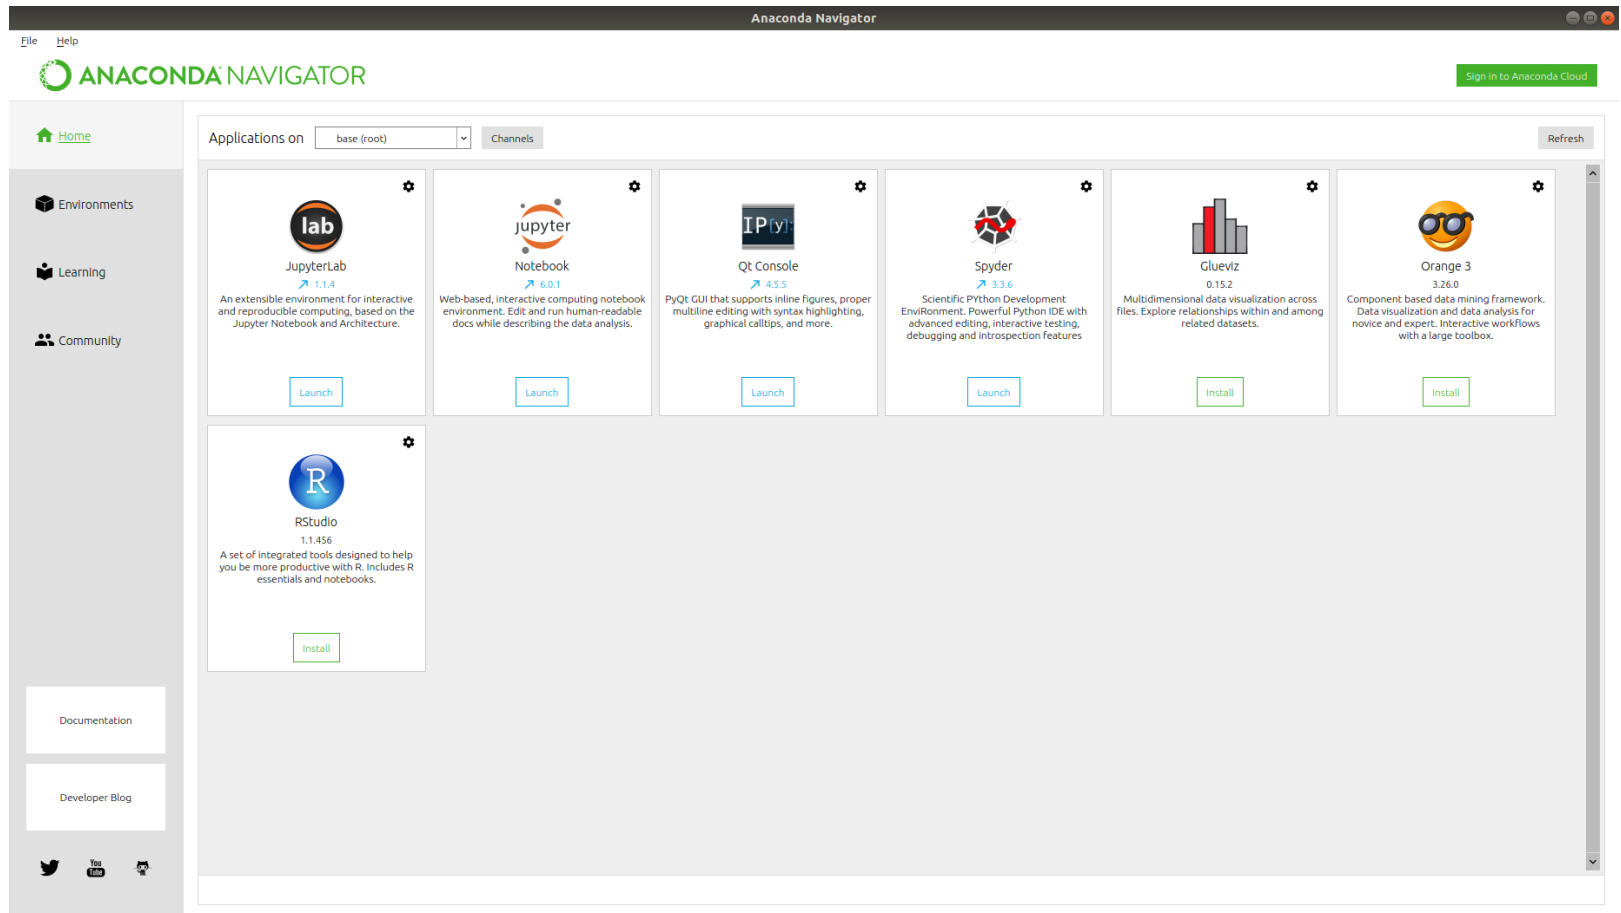 Anaconda Navigator
File Help
ANACONDA NAVIGATOR
Sign in to Anaconda Cloud
Home
Environments
Learning
Community
Documentation
Developer Blog
You
Tube
Applications on base (root) Channels Refresh
lab
JupyterLab
1.1.4
An extensible environment for interactive
and reproducible computing, based on the
Jupyter Notebook and Architecture.
Launch
jupyter
Notebook
6.0.1
Web-based, interactive computing notebook
environment. Edit and run human-readable
docs while describing the data analysis.
Launch
IP[y]:
Qt Console
4.5.5
PyQt GUI that supports inline figures, proper
multiline editing with syntax highlighting,
graphical calltips, and more.
Launch
Spyder
3.3.6
Scientific PYthon Development
EnviRonment. Powerful Python IDE with
advanced editing, interactive testing,
debugging and introspection features
Launch
Glueviz
0.15.2
Multidimensional data visualization across
files. Explore relationships within and among
related datasets.
Install
Orange 3
3.26.0
Component based data mining framework.
Data visualization and data analysis for
novice and expert. Interactive workflows
with a large toolbox.
Install
R
RStudio
1.1.456
A set of integrated tools designed to help
you be more productive with R. Includes R
essentials and notebooks.
Install